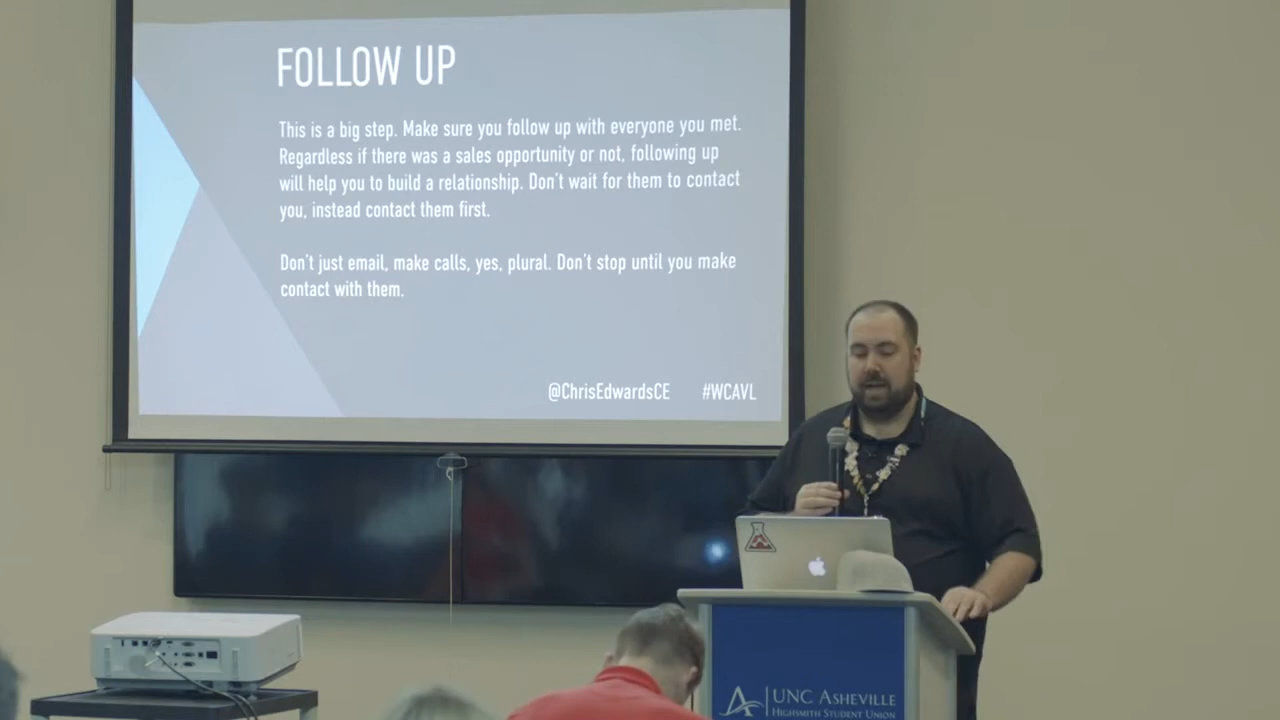 FOLLOW UP
This is a big step. Make sure you follow up with everyone you met.
Regardless if there was a sales opportunity or not, following up
will help you to build a relationship. Don't wait for them to contact
you, instead contact them first.
Don't just email, make calls, yes, plural. Don't stop until you make
contact with them.
@ChrisEdwardsCE #WCAVL
UNC ASHEVILLE
HIGHSMITH STUDENT UNION